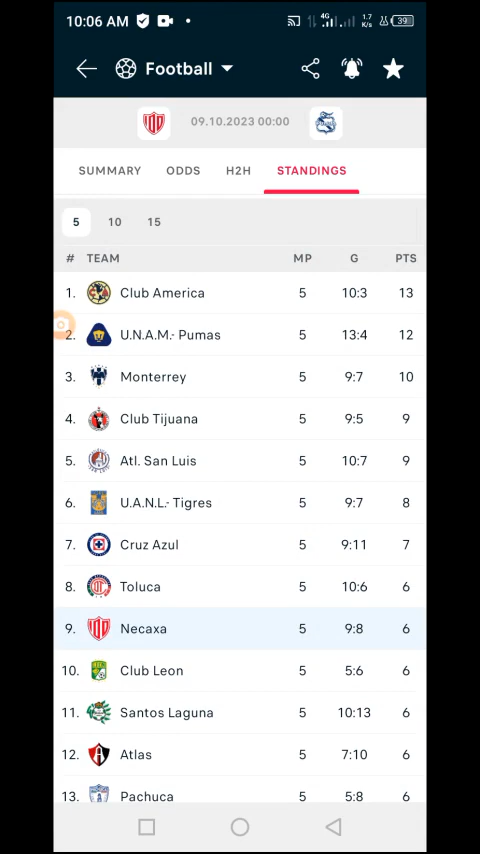 10:06 AM 4G 1.7 K/s 39
Football
09.10.2023 00:00
SUMMARY ODDS H2H STANDINGS
5 10 15
# TEAM MP G PTS
1. Club America 5 10:3 13
2. U.N.A.M.- Pumas 5 13:4 12
3. Monterrey 5 9:7 10
4. Club Tijuana 5 9:5 9
5. Atl. San Luis 5 10:7 9
6. U.A.N.L.- Tigres 5 9:7 8
7. Cruz Azul 5 9:11 7
8. Toluca 5 10:6 6
9. Necaxa 5 9:8 6
10. Club Leon 5 5:6 6
11. Santos Laguna 5 10:13 6
12. Atlas 5 7:10 6
13. Pachuca 5 5:8 6